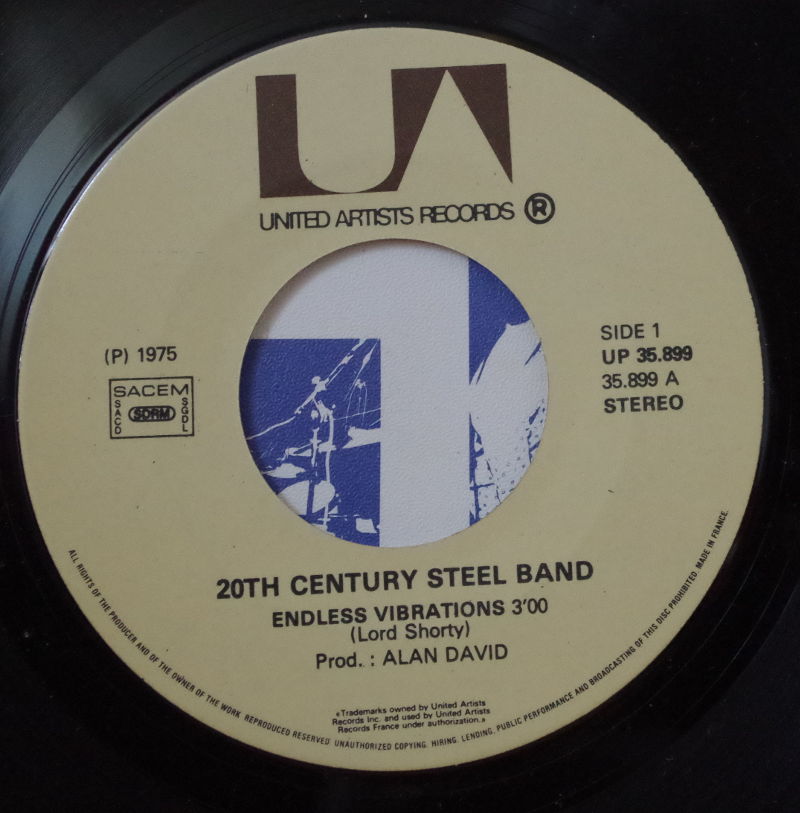 UA
UNITED ARTISTS RECORDS ®
(P) 1975
SACEM
SACD
SDRM
SGDL
SIDE 1
UP 35.899
35.899 A
STEREO
20TH CENTURY STEEL BAND
ENDLESS VIBRATIONS 3'00
(Lord Shorty)
Prod. : ALAN DAVID
«Trademarks owned by United Artists
Records Inc. and used by United Artists
Records France under authorization.»
ALL RIGHTS OF THE PRODUCER AND OF THE OWNER OF THE WORK REPRODUCED RESERVED. UNAUTHORIZED COPYING. HIRING. LENDING. PUBLIC PERFORMANCE AND BROADCASTING OF THIS DISC PROHIBITED. MADE IN FRANCE.